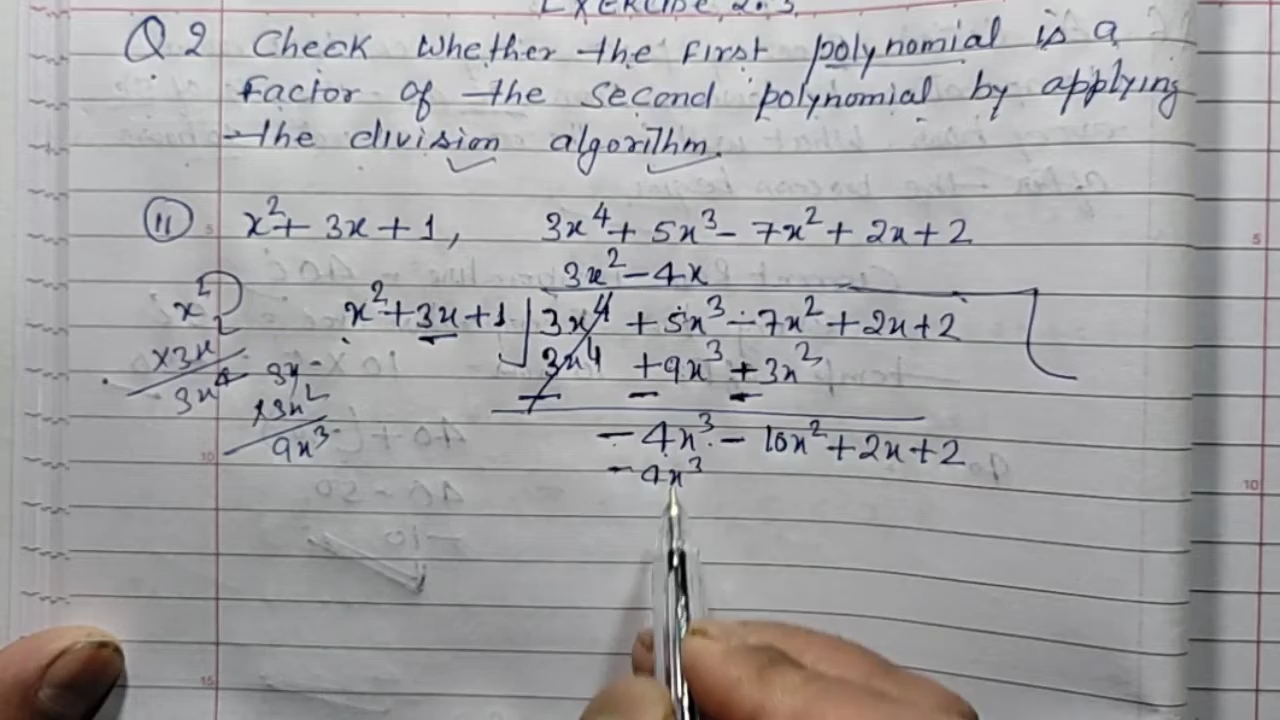 Exercise 2.3
Q 2 Check whether the first polynomial is a
factor of the second polynomial by applying
the division algorithm.
(11) x²+ 3x + 1, 3x⁴ + 5x³ - 7x² + 2x + 2
3x² - 4x
x² x²+3x+1 3x⁴ + 5x³ - 7x² + 2x + 2
×3x² 3x⁴ + 9x³ + 3x²
3x⁴ 3x - - -
×3x²
9x³ - 4x³ - 10x² + 2x + 2
- 4x³